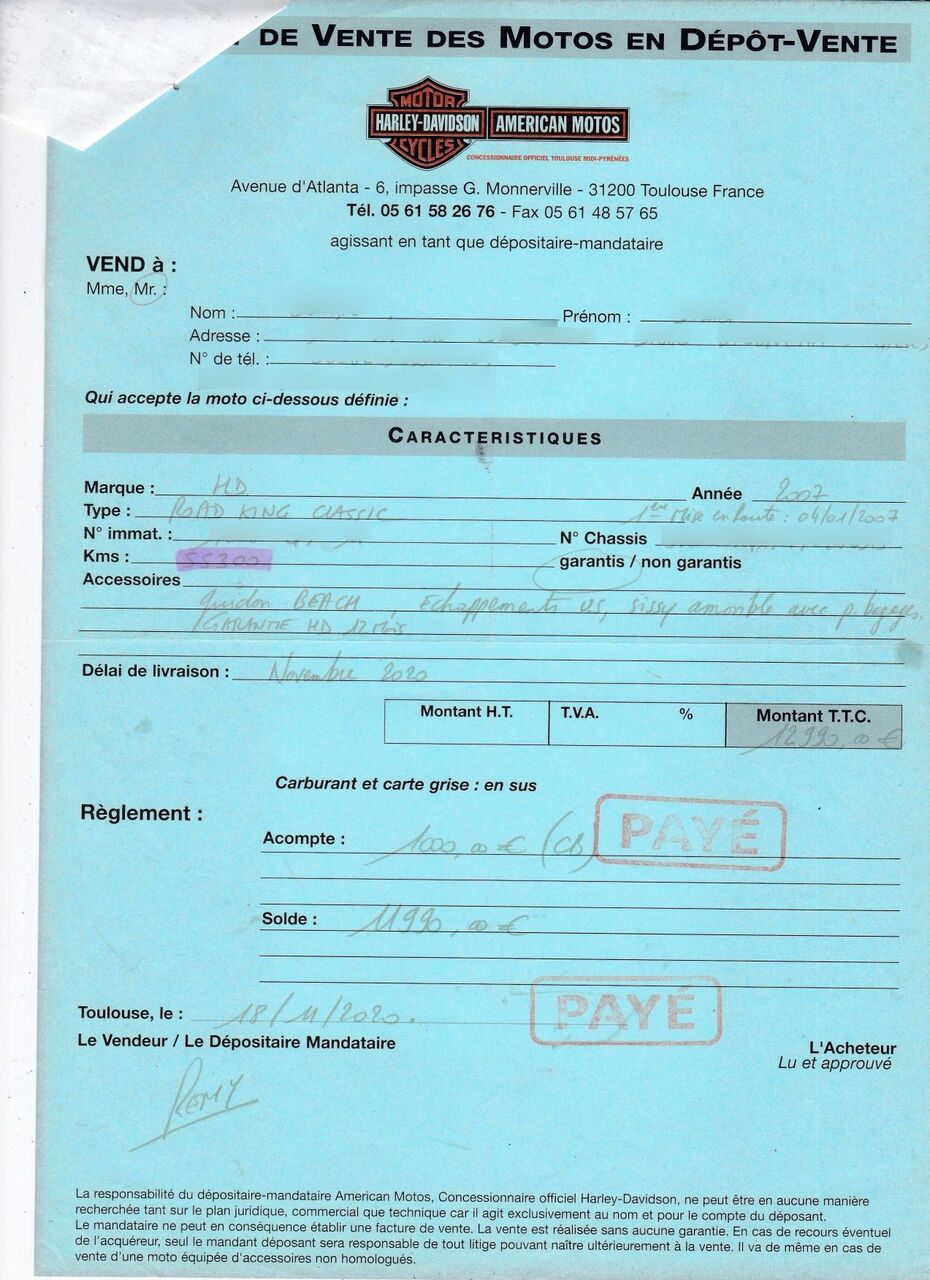 DE VENTE DES MOTOS EN DÉPÔT-VENTE
MOTOR
HARLEY-DAVIDSON
CYCLES
AMERICAN MOTOS
CONCESSIONNAIRE OFFICIEL TOULOUSE MIDI-PYRÉNÉES
Avenue d'Atlanta - 6, impasse G. Monnerville - 31200 Toulouse France
Tél. 05 61 58 26 76 - Fax 05 61 48 57 65
agissant en tant que dépositaire-mandataire
VEND à :
Mme, Mr. :
Nom : Prénom :
Adresse :
N° de tél. :
Qui accepte la moto ci-dessous définie :
CARACTERISTIQUES
Marque : HD Année 2007
Type : ROAD KING CLASSIC 1ère Mise en Route : 04/01/2007
N° immat. : N° Chassis
Kms : 55300 garantis / non garantis
Accessoires
guidon BEACH, Echappements US, sissy amovible avec p. bagages,
GARANTIE HD 12 Mois
Délai de livraison : Novembre 2020
Montant H.T. T.V.A. % Montant T.T.C.
12990,00 €
Carburant et carte grise : en sus
Règlement :
Acompte : 1000,00 € (CB) PAYÉ
Solde : 11990,00 €
PAYÉ
Toulouse, le : 18/11/2020.
Le Vendeur / Le Dépositaire Mandataire
L'Acheteur
Lu et approuvé
REMY
La responsabilité du dépositaire-mandataire American Motos, Concessionnaire officiel Harley-Davidson, ne peut être en aucune manière
recherchée tant sur le plan juridique, commercial que technique car il agit exclusivement au nom et pour le compte du déposant.
Le mandataire ne peut en conséquence établir une facture de vente. La vente est réalisée sans aucune garantie. En cas de recours éventuel
de l'acquéreur, seul le mandant déposant sera responsable de tout litige pouvant naître ultérieurement à la vente. Il va de même en cas de
vente d'une moto équipée d'accessoires non homologués.